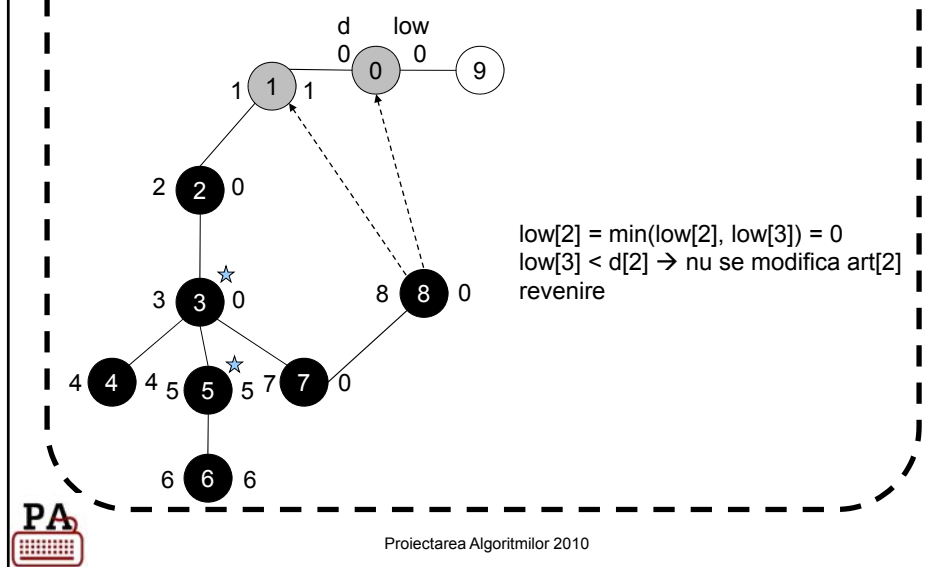 d low
0 0
0 9
1 1 1
2 2 0
low[2] = min(low[2], low[3]) = 0
low[3] < d[2] → nu se modifica art[2]
revenire
3 3 0
8 8 0
4 4 4 5 5 5 7 7 0
6 6 6
PA
Proiectarea Algoritmilor 2010